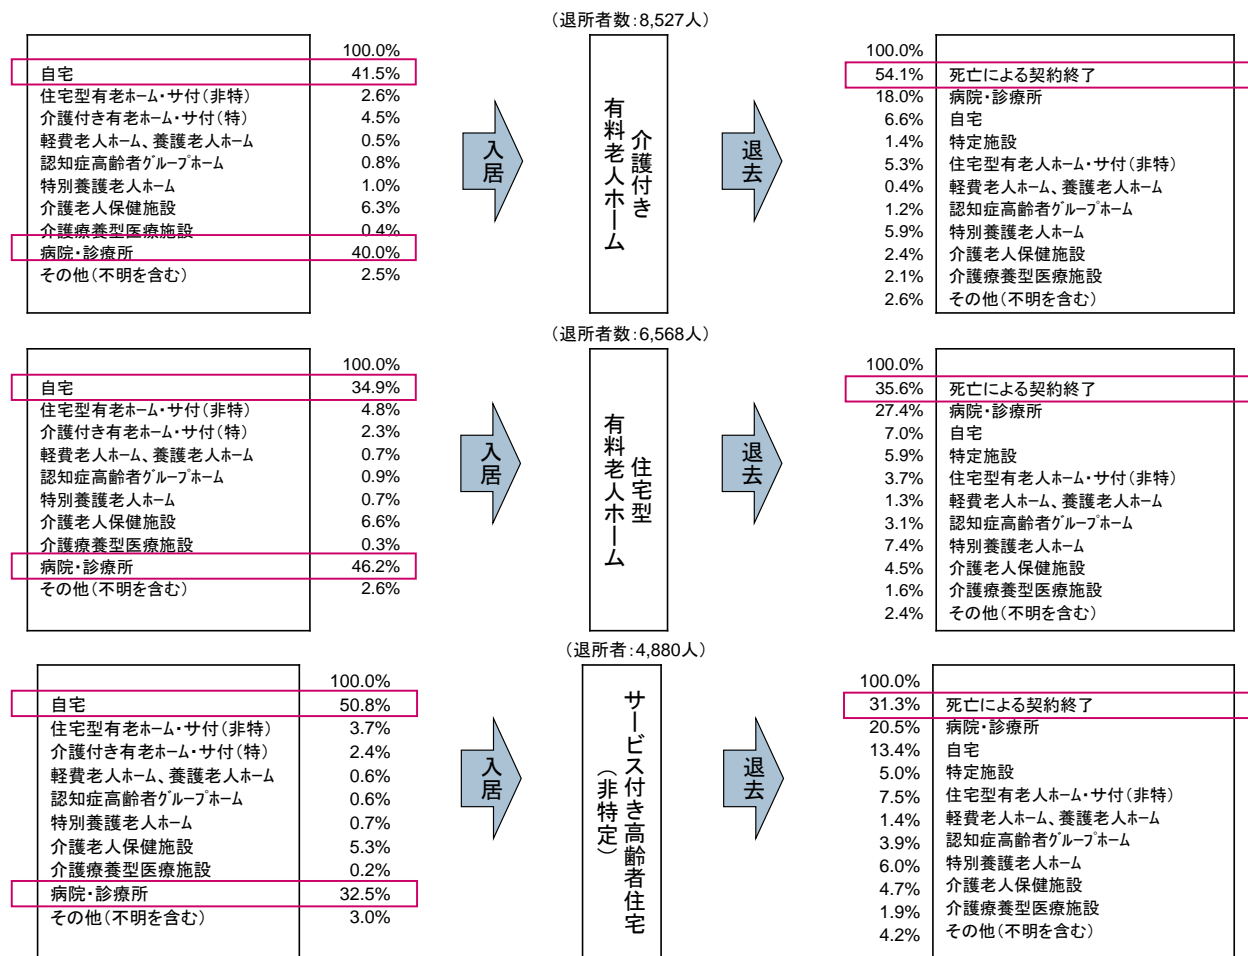 (退所者数:8,527人)
100.0%
自宅 41.5%
住宅型有老ホーム・サ付(非特) 2.6%
介護付き有老ホーム・サ付(特) 4.5%
軽費老人ホーム、養護老人ホーム 0.5%
認知症高齢者グループホーム 0.8%
特別養護老人ホーム 1.0%
介護老人保健施設 6.3%
介護療養型医療施設 0.4%
病院・診療所 40.0%
その他(不明を含む) 2.5%
入居
介護付き
有料老人ホーム
退去
100.0%
54.1% 死亡による契約終了
18.0% 病院・診療所
6.6% 自宅
1.4% 特定施設
5.3% 住宅型有老人ホーム・サ付(非特)
0.4% 軽費老人ホーム、養護老人ホーム
1.2% 認知症高齢者グループホーム
5.9% 特別養護老人ホーム
2.4% 介護老人保健施設
2.1% 介護療養型医療施設
2.6% その他(不明を含む)
(退所者数:6,568人)
100.0%
自宅 34.9%
住宅型有老ホーム・サ付(非特) 4.8%
介護付き有老ホーム・サ付(特) 2.3%
軽費老人ホーム、養護老人ホーム 0.7%
認知症高齢者グループホーム 0.9%
特別養護老人ホーム 0.7%
介護老人保健施設 6.6%
介護療養型医療施設 0.3%
病院・診療所 46.2%
その他(不明を含む) 2.6%
入居
住宅型
有料老人ホーム
退去
100.0%
35.6% 死亡による契約終了
27.4% 病院・診療所
7.0% 自宅
5.9% 特定施設
3.7% 住宅型有老人ホーム・サ付(非特)
1.3% 軽費老人ホーム、養護老人ホーム
3.1% 認知症高齢者グループホーム
7.4% 特別養護老人ホーム
4.5% 介護老人保健施設
1.6% 介護療養型医療施設
2.4% その他(不明を含む)
(退所者:4,880人)
100.0%
自宅 50.8%
住宅型有老ホーム・サ付(非特) 3.7%
介護付き有老ホーム・サ付(特) 2.4%
軽費老人ホーム、養護老人ホーム 0.6%
認知症高齢者グループホーム 0.6%
特別養護老人ホーム 0.7%
介護老人保健施設 5.3%
介護療養型医療施設 0.2%
病院・診療所 32.5%
その他(不明を含む) 3.0%
入居
サービス付き高齢者住宅
(非特定)
退去
100.0%
31.3% 死亡による契約終了
20.5% 病院・診療所
13.4% 自宅
5.0% 特定施設
7.5% 住宅型有老人ホーム・サ付(非特)
1.4% 軽費老人ホーム、養護老人ホーム
3.9% 認知症高齢者グループホーム
6.0% 特別養護老人ホーム
4.7% 介護老人保健施設
1.9% 介護療養型医療施設
4.2% その他(不明を含む)